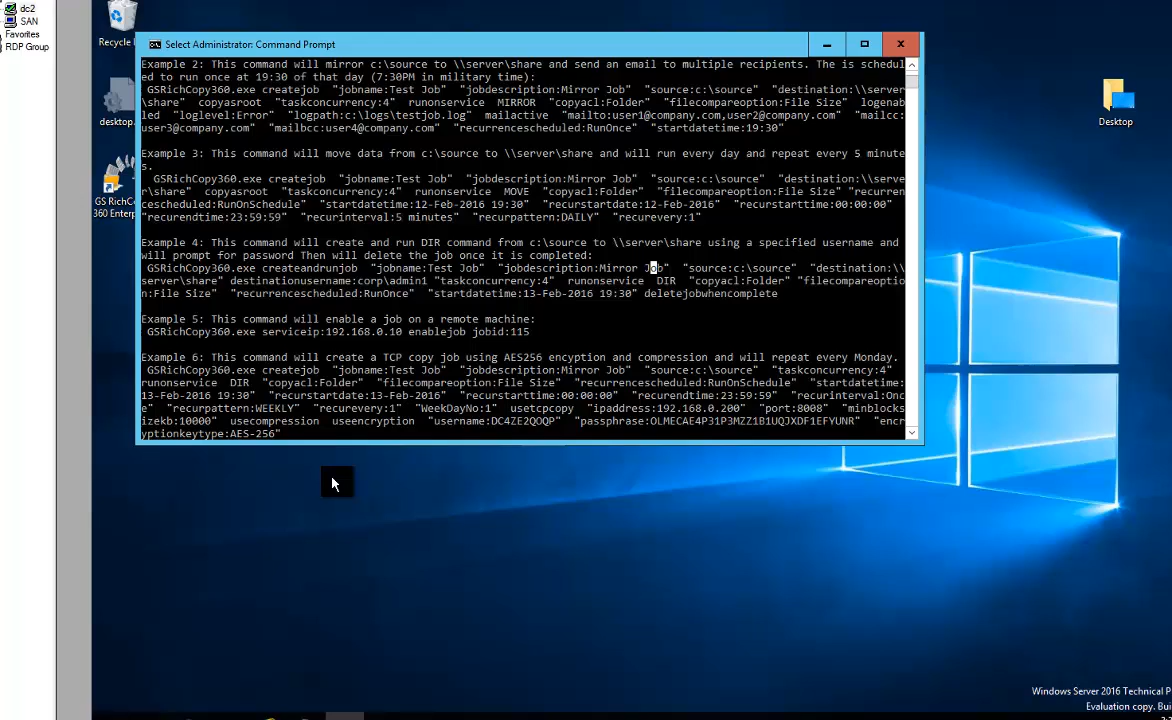 dc2
SAN
Favorites
RDP Group
Recycle
desktop.
GS RichCo
360 Enterp
Select Administrator: Command Prompt
Example 2: This command will mirror c:\source to \\server\share and send an email to multiple recipients. The is schedul
ed to run once at 19:30 of that day (7:30PM in military time):
GSRichCopy360.exe createjob "jobname:Test Job" "jobdescription:Mirror Job" "source:c:\source" "destination:\\server
\share" copyasroot "taskconcurrency:4" runonservice MIRROR "copyacl:Folder" "filecompareoption:File Size" logenab
led "loglevel:Error" "logpath:c:\logs\testjob.log" mailactive "mailto:user1@company.com,user2@company.com" "mailcc:
user3@company.com" "mailbcc:user4@company.com" "recurrencescheduled:RunOnce" "startdatetime:19:30"
Example 3: This command will move data from c:\source to \\server\share and will run every day and repeat every 5 minute
s.
GSRichCopy360.exe createjob "jobname:Test Job" "jobdescription:Mirror Job" "source:c:\source" "destination:\\serve
r\share" copyasroot "taskconcurrency:4" runonservice MOVE "copyacl:Folder" "filecompareoption:File Size" "recurren
cescheduled:RunOnSchedule" "startdatetime:12-Feb-2016 19:30" "recurstartdate:12-Feb-2016" "recurstarttime:00:00:00"
"recurendtime:23:59:59" "recurinterval:5 minutes" "recurpattern:DAILY" "recurevery:1"
Example 4: This command will create and run DIR command from c:\source to \\server\share using a specified username and
will prompt for password Then will delete the job once it is completed:
GSRichCopy360.exe createandrunjob "jobname:Test Job" "jobdescription:Mirror Job" "source:c:\source" "destination:\\
server\share" destinationusername:corp\admin1 "taskconcurrency:4" runonservice DIR "copyacl:Folder" "filecompareoptio
n:File Size" "recurrencescheduled:RunOnce" "startdatetime:13-Feb-2016 19:30" deletejobwhencomplete
Example 5: This command will enable a job on a remote machine:
GSRichCopy360.exe serviceip:192.168.0.10 enablejob jobid:115
Example 6: This command will create a TCP copy job using AES256 encyption and compression and will repeat every Monday.
GSRichCopy360.exe createjob "jobname:Test Job" "jobdescription:Mirror Job" "source:c:\source" "taskconcurrency:4"
runonservice DIR "copyacl:Folder" "filecompareoption:File Size" "recurrencescheduled:RunOnSchedule" "startdatetime:
13-Feb-2016 19:30" "recurstartdate:13-Feb-2016" "recurstarttime:00:00:00" "recurendtime:23:59:59" "recurinterval:Onc
e" "recurpattern:WEEKLY" "recurevery:1" "WeekDayNo:1" usetcpcopy "ipaddress:192.168.0.200" "port:8008" "minblocks
izekb:10000" usecompression useencryption "username:DC4ZE2QOQP" "passphrase:OLMECAE4P31P3MZZ1B1UQJXDF1EFYUNR" "encr
yptionkeytype:AES-256"
Desktop
Windows Server 2016 Technical P
Evaluation copy. Bui